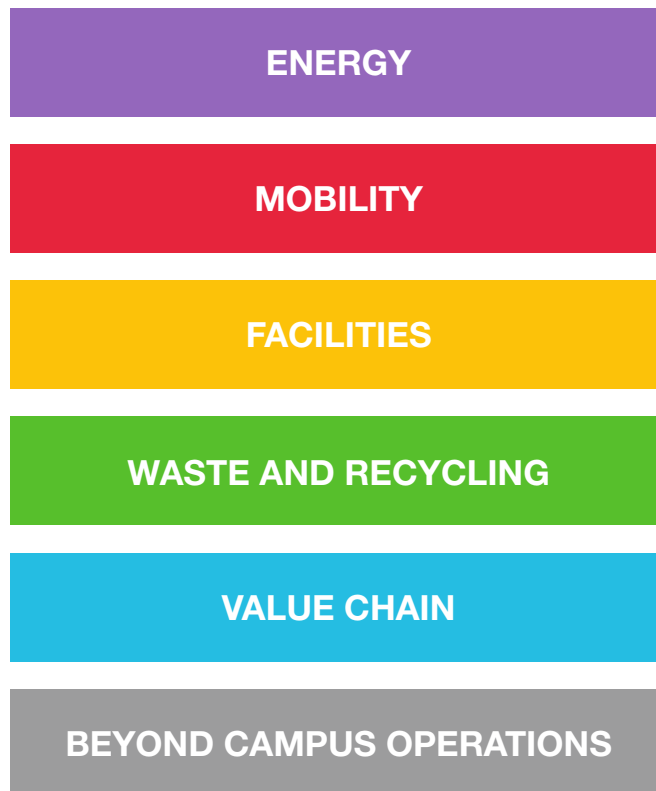 ENERGY
MOBILITY
FACILITIES
WASTE AND RECYCLING
VALUE CHAIN
BEYOND CAMPUS OPERATIONS